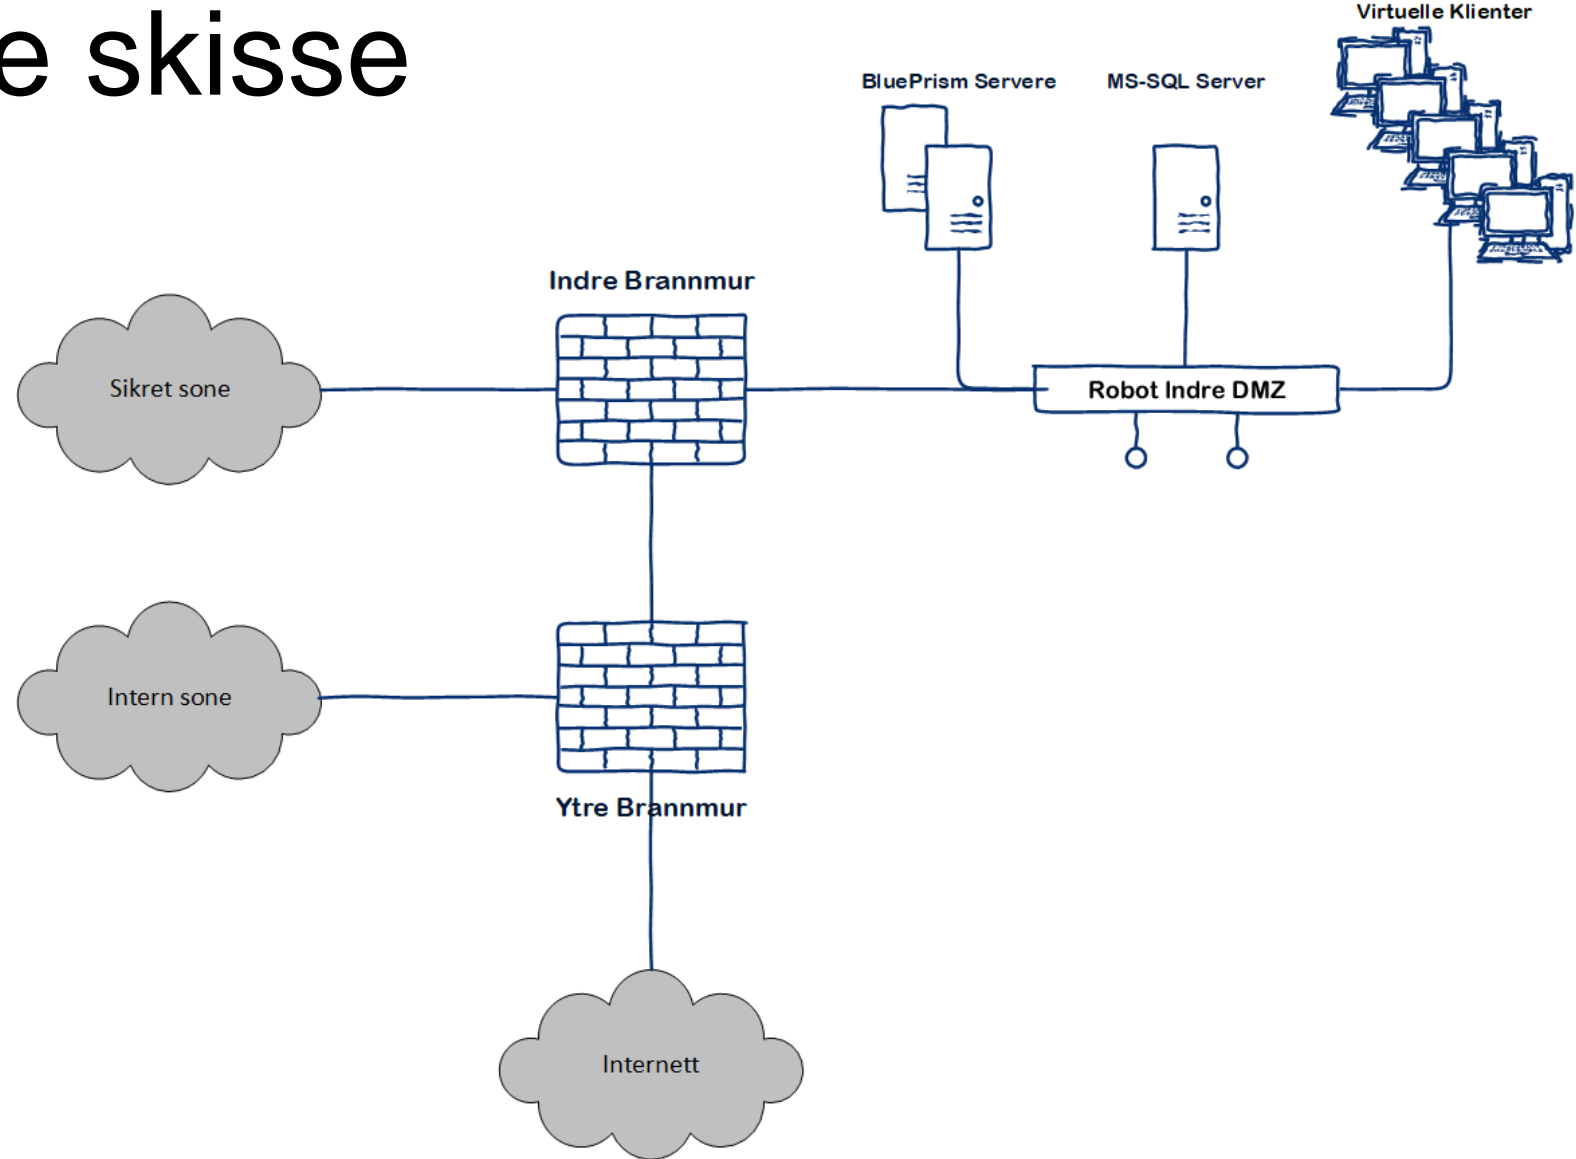 e skisse
Virtuelle Klienter
BluePrism Servere
MS-SQL Server
Indre Brannmur
Sikret sone
Robot Indre DMZ
Intern sone
Ytre Brannmur
Internett